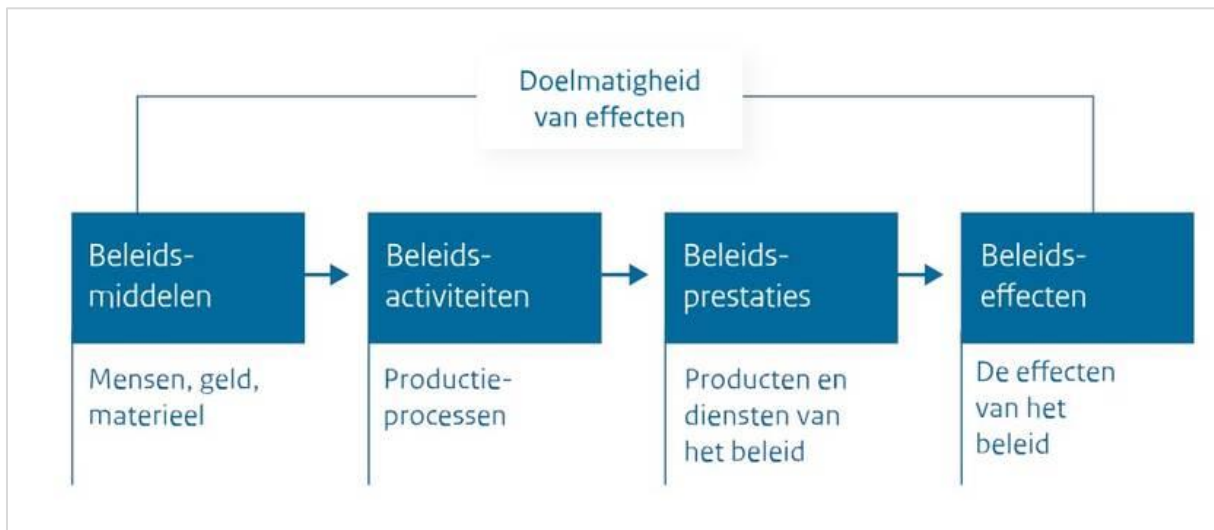 Doelmatigheid
van effecten
Beleids-
middelen
Mensen, geld,
materieel
Beleids-
activiteiten
Productie-
processen
Beleids-
prestaties
Producten en
diensten van
het beleid
Beleids-
effecten
De effecten
van het
beleid